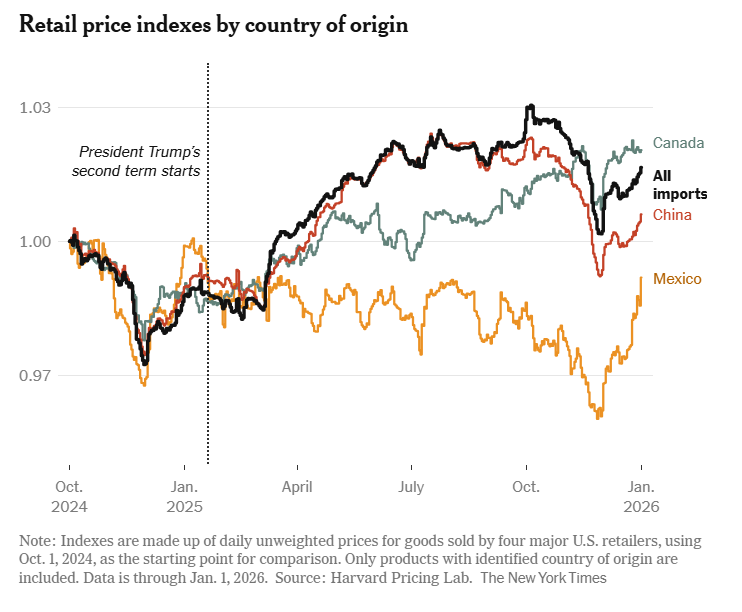 Retail price indexes by country of origin
1.03
President Trump’s
second term starts
Canada
All
imports
1.00
China
Mexico
0.97
Oct.
2024
Jan.
2025
April
July
Oct.
Jan.
2026
Note: Indexes are made up of daily unweighted prices for goods sold by four major U.S. retailers, using
Oct. 1, 2024, as the starting point for comparison. Only products with identified country of origin are
included. Data is through Jan. 1, 2026.  Source: Harvard Pricing Lab.  The New York Times